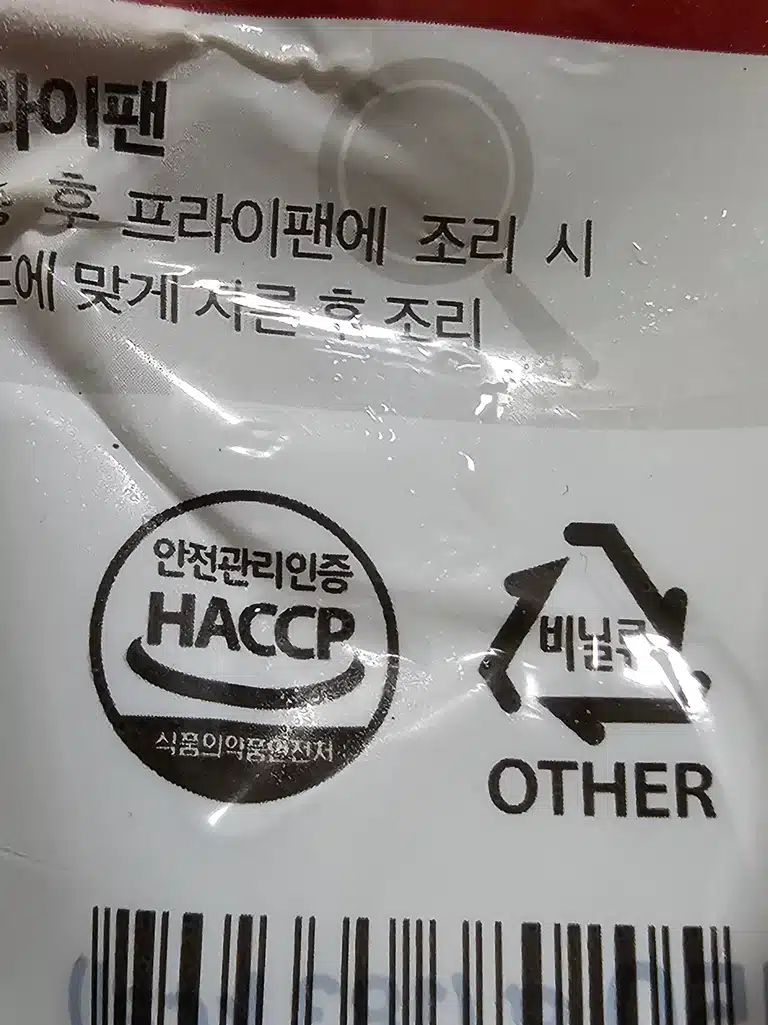 라이팬
후 프라이팬에 조리 시
에 맞게 자른 후 조리
안전관리인증
HACCP
식품의약품안전처
비닐류
OTHER